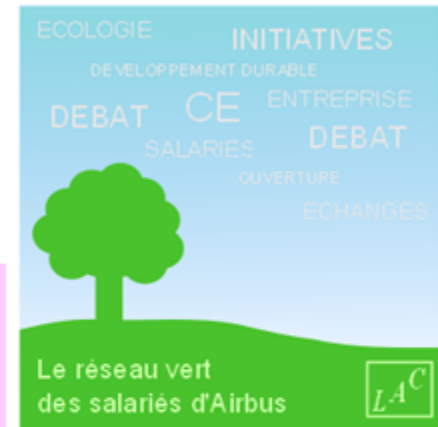 ECOLOGIE
INITIATIVES
DEVELOPPEMENT DURABLE
DEBAT CE ENTREPRISE
SALARIES DEBAT
OUVERTURE
ECHANGES
Le réseau vert
des salariés d'Airbus
LAC